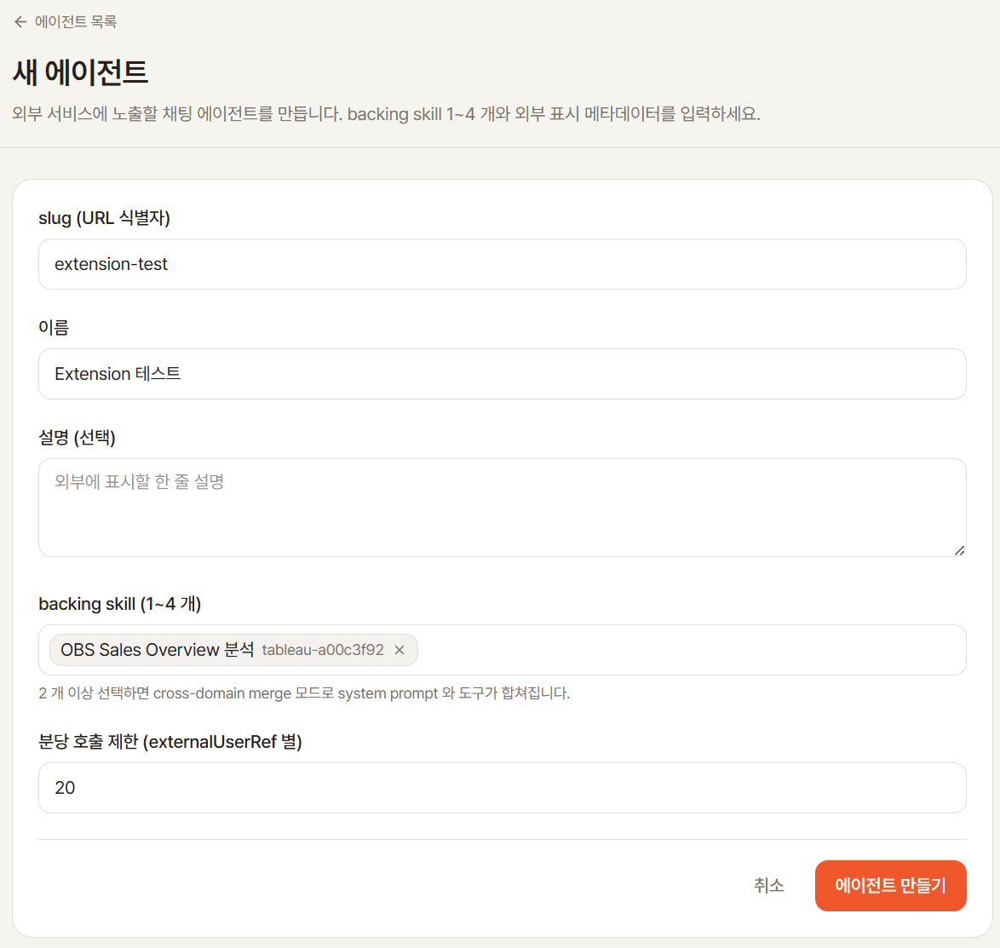 ← 에이전트 목록
새 에이전트
외부 서비스에 노출할 채팅 에이전트를 만듭니다. backing skill 1~4 개와 외부 표시 메타데이터를 입력하세요.
slug (URL 식별자)
extension-test
이름
Extension 테스트
설명 (선택)
외부에 표시할 한 줄 설명
backing skill (1~4 개)
OBS Sales Overview 분석 tableau-a00c3f92 ×
2 개 이상 선택하면 cross-domain merge 모드로 system prompt 와 도구가 합쳐집니다.
분당 호출 제한 (externalUserRef 별)
20
취소 에이전트 만들기